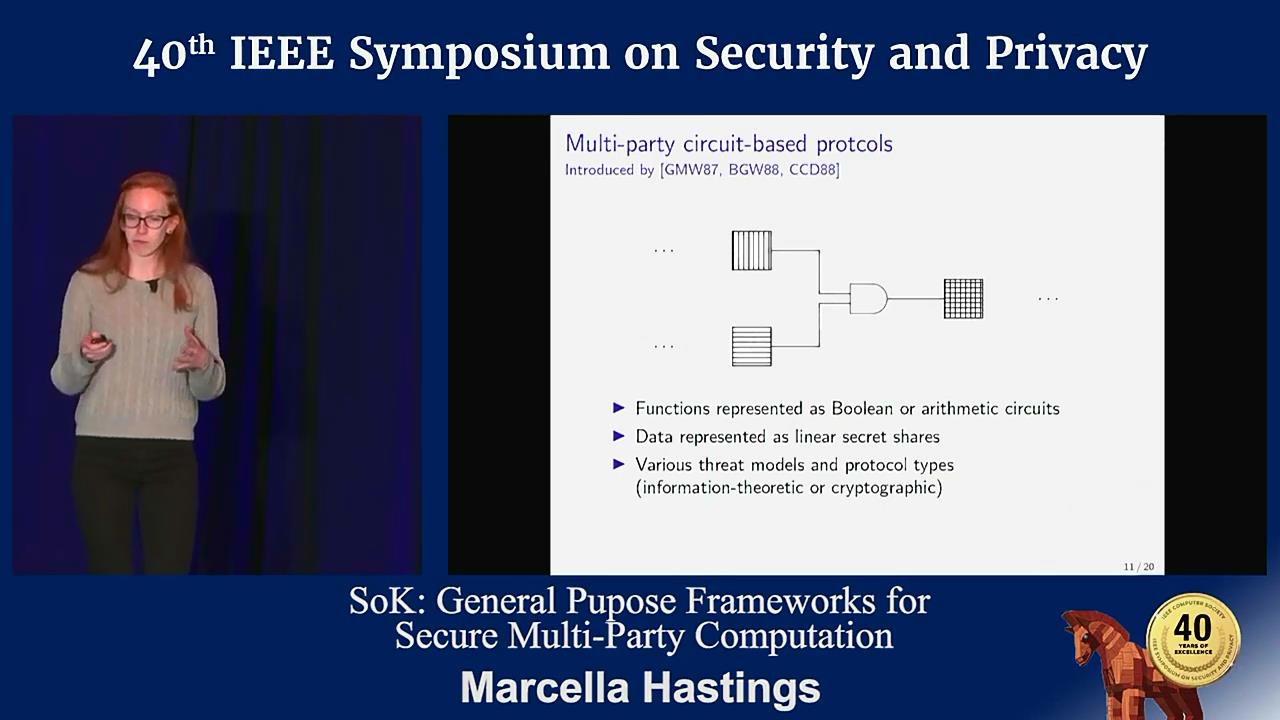 40th IEEE Symposium on Security and Privacy
Multi-party circuit-based protcols
Introduced by [GMW87, BGW88, CCD88]
. . .
. . .
. . .
▶ Functions represented as Boolean or arithmetic circuits
▶ Data represented as linear secret shares
▶ Various threat models and protocol types
(information-theoretic or cryptographic)
11 / 20
SoK: General Pupose Frameworks for
Secure Multi-Party Computation
Marcella Hastings
IEEE COMPUTER SOCIETY
40
YEARS OF
EXCELLENCE
IEEE SYMPOSIUM ON SECURITY AND PRIVACY